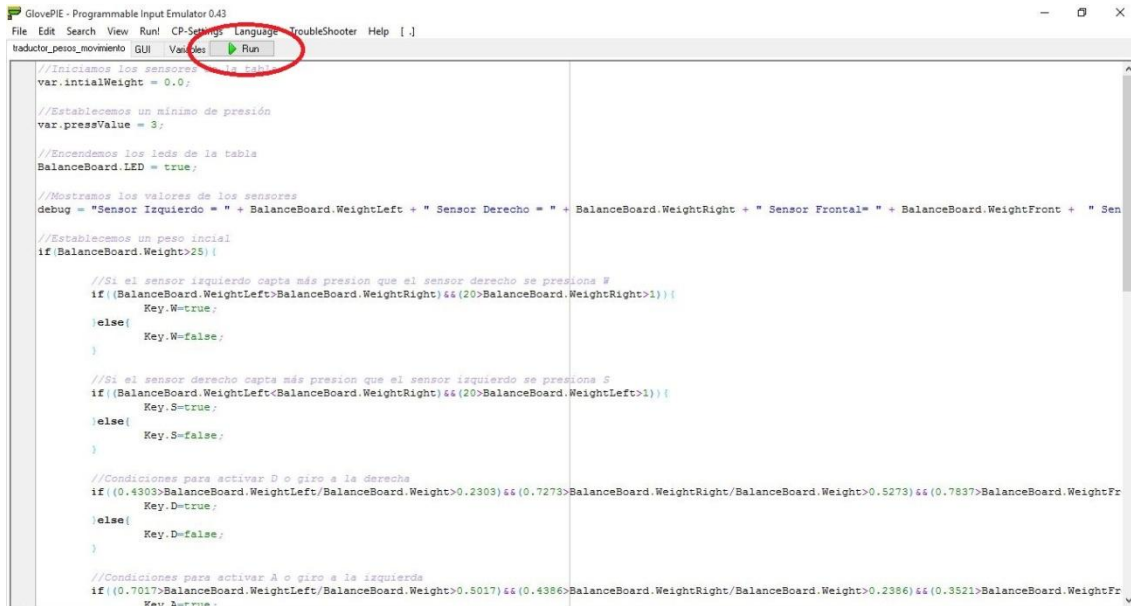 GlovePIE - Programmable Input Emulator 0.43
File Edit Search View Run! CP-Settings Language TroubleShooter Help [ .]
traductor_pesos_movimiento GUI Variables Run
//Iniciamos los sensores de la tabla
var.intialWeight = 0.0;
//Establecemos un mínimo de presión
var.pressValue = 3;
//Encendemos los leds de la tabla
BalanceBoard.LED = true;
//Mostramos los valores de los sensores
debug = "Sensor Izquierdo = " + BalanceBoard.WeightLeft + " Sensor Derecho = " + BalanceBoard.WeightRight + " Sensor Frontal= " + BalanceBoard.WeightFront +  " Sen
//Establecemos un peso incial
if(BalanceBoard.Weight>25){
//Si el sensor izquierdo capta más presion que el sensor derecho se presiona W
if((BalanceBoard.WeightLeft>BalanceBoard.WeightRight)&&(20>BalanceBoard.WeightRight>1)){
Key.W=true;
}else{
Key.W=false;
}
//Si el sensor derecho capta más presion que el sensor izquierdo se presiona S
if((BalanceBoard.WeightLeft<BalanceBoard.WeightRight)&&(20>BalanceBoard.WeightLeft>1)){
Key.S=true;
}else{
Key.S=false;
}
//Condiciones para activar D o giro a la derecha
if((0.4303>BalanceBoard.WeightLeft/BalanceBoard.Weight>0.2303)&&(0.7273>BalanceBoard.WeightRight/BalanceBoard.Weight>0.5273)&&(0.7837>BalanceBoard.WeightFr
Key.D=true;
}else{
Key.D=false;
}
//Condiciones para activar A o giro a la izquierda
if((0.7017>BalanceBoard.WeightLeft/BalanceBoard.Weight>0.5017)&&(0.4386>BalanceBoard.WeightRight/BalanceBoard.Weight>0.2386)&&(0.3521>BalanceBoard.WeightFr
Key.A=true;